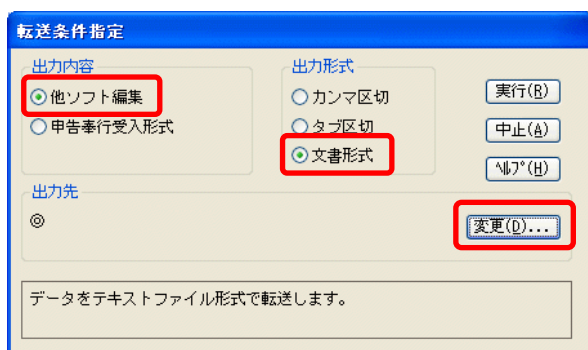 転送条件指定
出力内容
他ソフト編集
申告奉行受入形式
出力形式
カンマ区切
タブ区切
文書形式
実行(R)
中止(A)
ﾍﾙﾌﾟ(H)
出力先
◎
変更(D)...
データをテキストファイル形式で転送します。